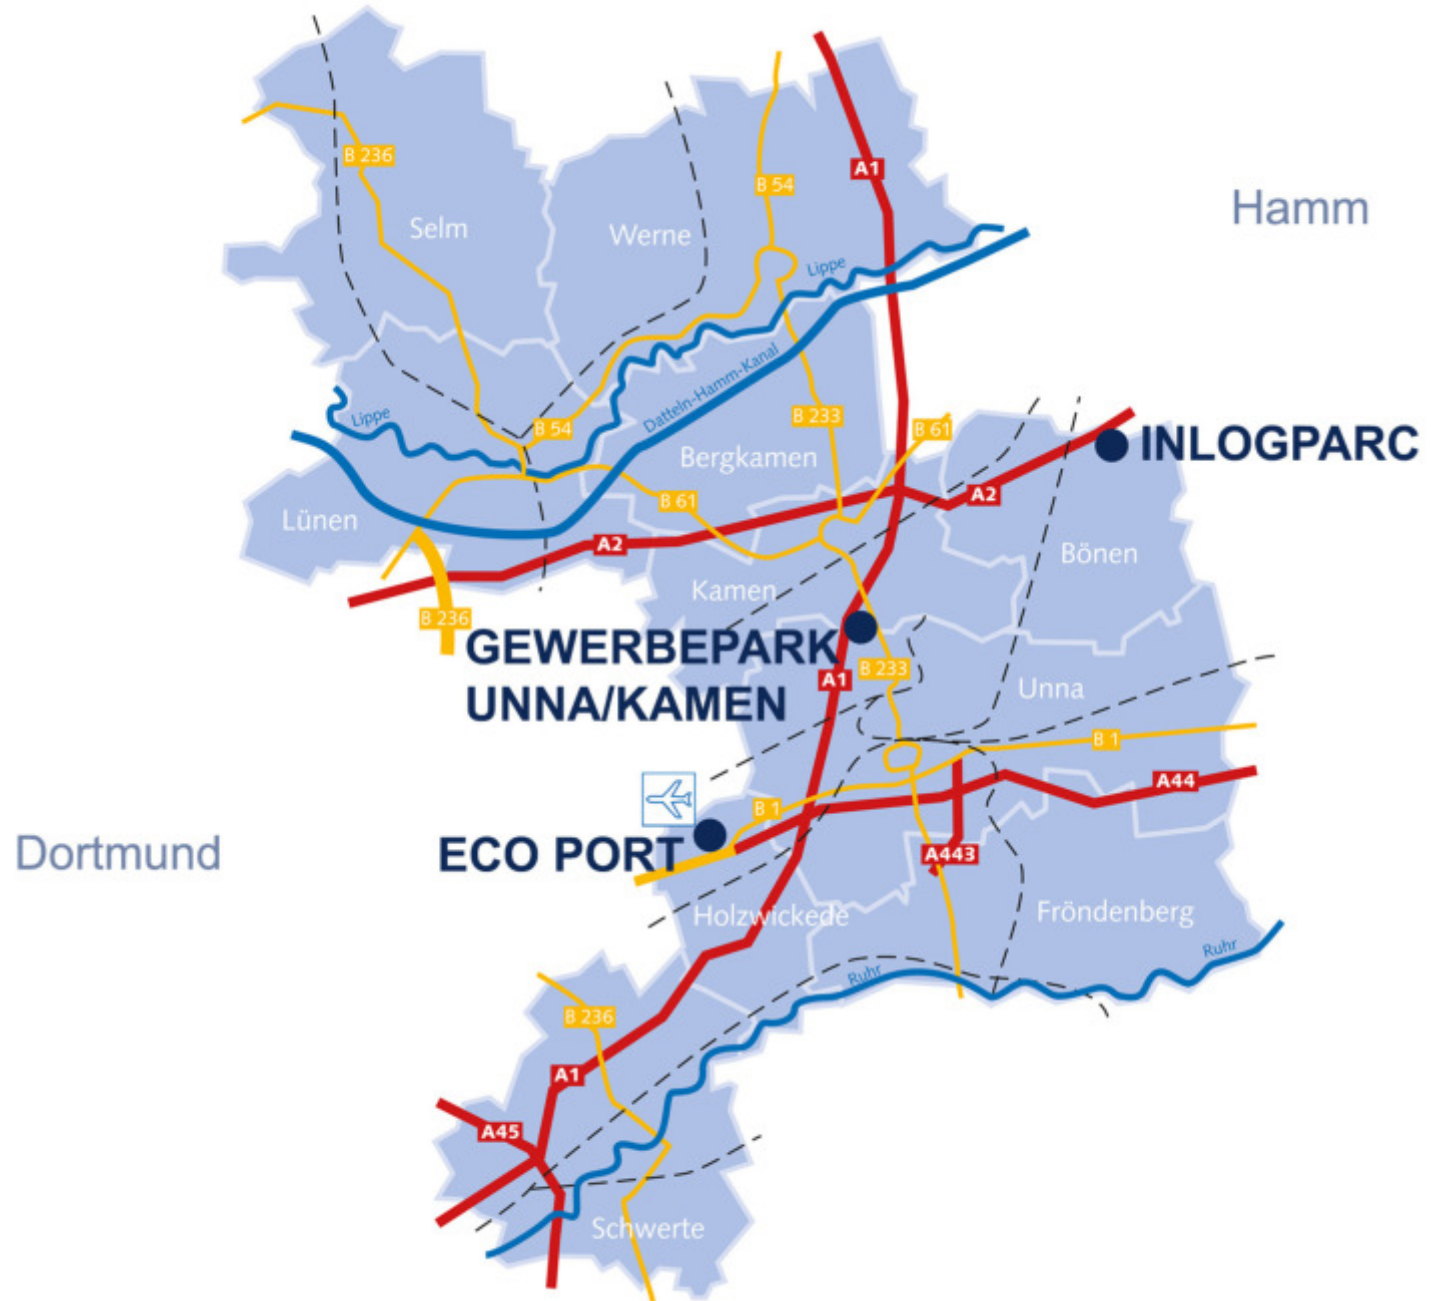 B 236
B 54
A1
Selm
Werne
Hamm
Lippe
Datteln-Hamm-Kanal
Lippe
B 54
B 233
B 61
INLOGPARC
Bergkamen
B 61
A2
Lünen
A2
Bönen
Kamen
B 236
GEWERBEPARK
UNNA/KAMEN
A1
B 233
Unna
B 1
A44
B 1
Dortmund
ECO PORT
A443
Holzwickede
Fröndenberg
Ruhr
Ruhr
B 236
A1
A45
Schwerte